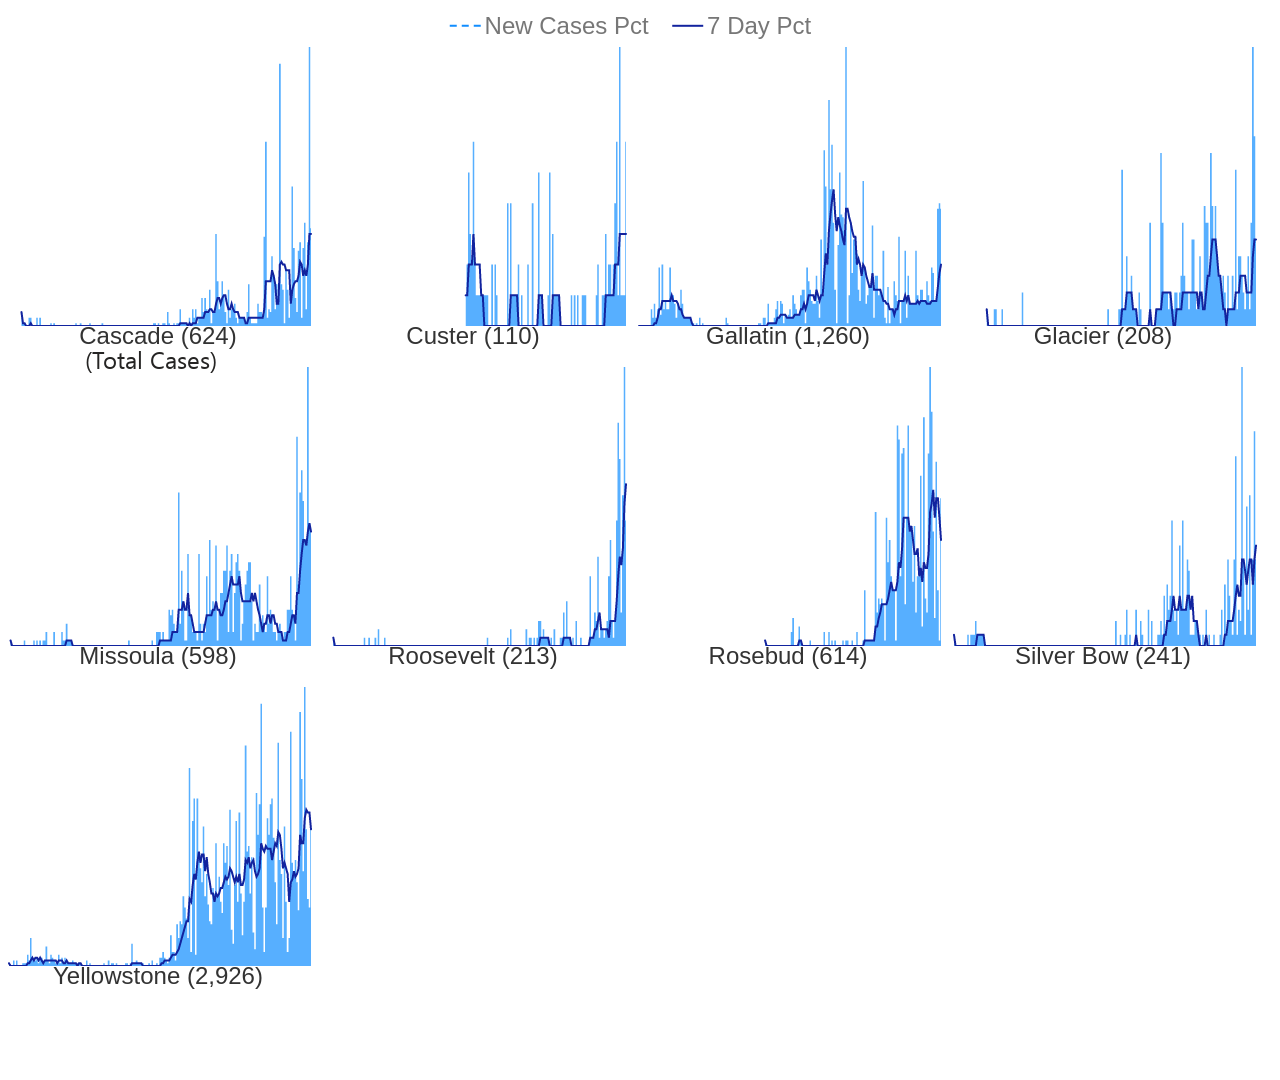 New Cases Pct 7 Day Pct
Cascade (624) Custer (110) Gallatin (1,260) Glacier (208)
(Total Cases)
Missoula (598) Roosevelt (213) Rosebud (614) Silver Bow (241)
Yellowstone (2,926)